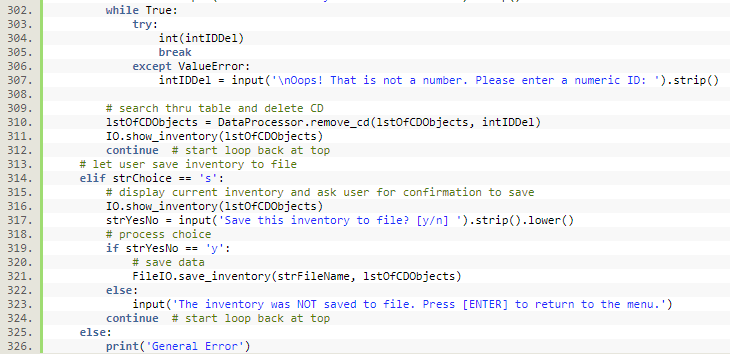 302.         while True:
303.             try:
304.                 int(intIDDel)
305.                 break
306.             except ValueError:
307.                 intIDDel = input('\nOops! That is not a number. Please enter a numeric ID: ').strip()
308.
309.         # search thru table and delete CD
310.         lstOfCDObjects = DataProcessor.remove_cd(lstOfCDObjects, intIDDel)
311.         IO.show_inventory(lstOfCDObjects)
312.         continue  # start loop back at top
313.     # let user save inventory to file
314.     elif strChoice == 's':
315.         # display current inventory and ask user for confirmation to save
316.         IO.show_inventory(lstOfCDObjects)
317.         strYesNo = input('Save this inventory to file? [y/n] ').strip().lower()
318.         # process choice
319.         if strYesNo == 'y':
320.             # save data
321.             FileIO.save_inventory(strFileName, lstOfCDObjects)
322.         else:
323.             input('The inventory was NOT saved to file. Press [ENTER] to return to the menu.')
324.         continue  # start loop back at top
325.     else:
326.         print('General Error')